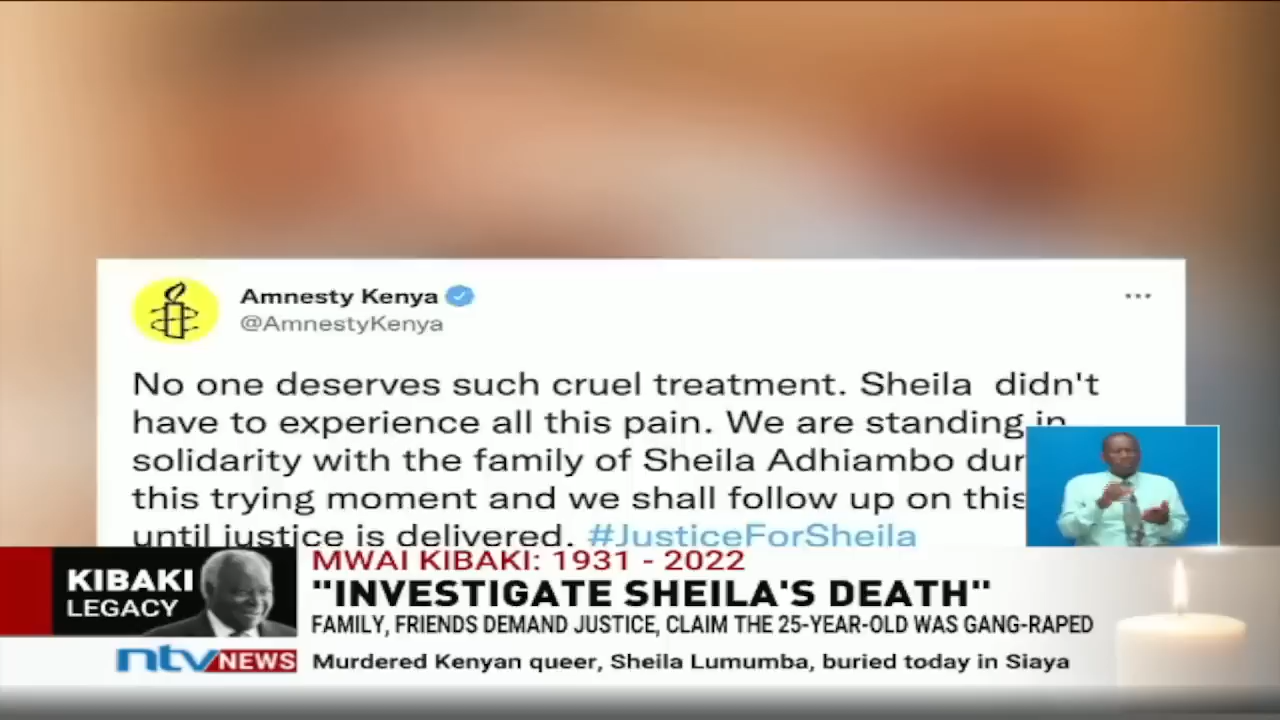 Amnesty Kenya
@AmnestyKenya
No one deserves such cruel treatment. Sheila didn't
have to experience all this pain. We are standing in
solidarity with the family of Sheila Adhiambo
this trying moment and we shall follow up on this
until justice is delivered. #JusticeForSheila
MWAI KIBAKI: 1931 - 2022
KIBAKI
LEGACY
"INVESTIGATE SHEILA'S DEATH"
FAMILY, FRIENDS DEMAND JUSTICE, CLAIM THE 25-YEAR-OLD WAS GANG-RAPED
ntv NEWS
Murdered Kenyan queer, Sheila Lumumba, buried today in Siaya